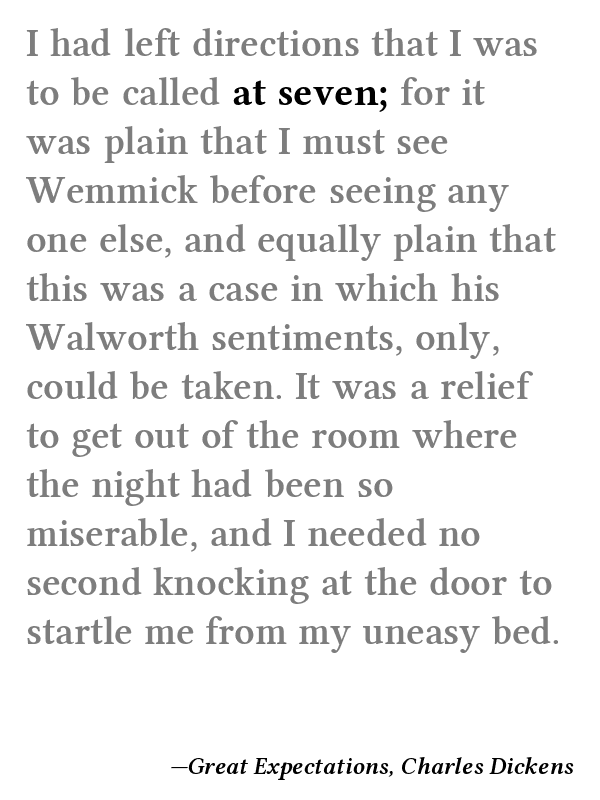 I had left directions that I was
to be called at seven; for it
was plain that I must see
Wemmick before seeing any
one else, and equally plain that
this was a case in which his
Walworth sentiments, only,
could be taken. It was a relief
to get out of the room where
the night had been so
miserable, and I needed no
second knocking at the door to
startle me from my uneasy bed.
—Great Expectations, Charles Dickens